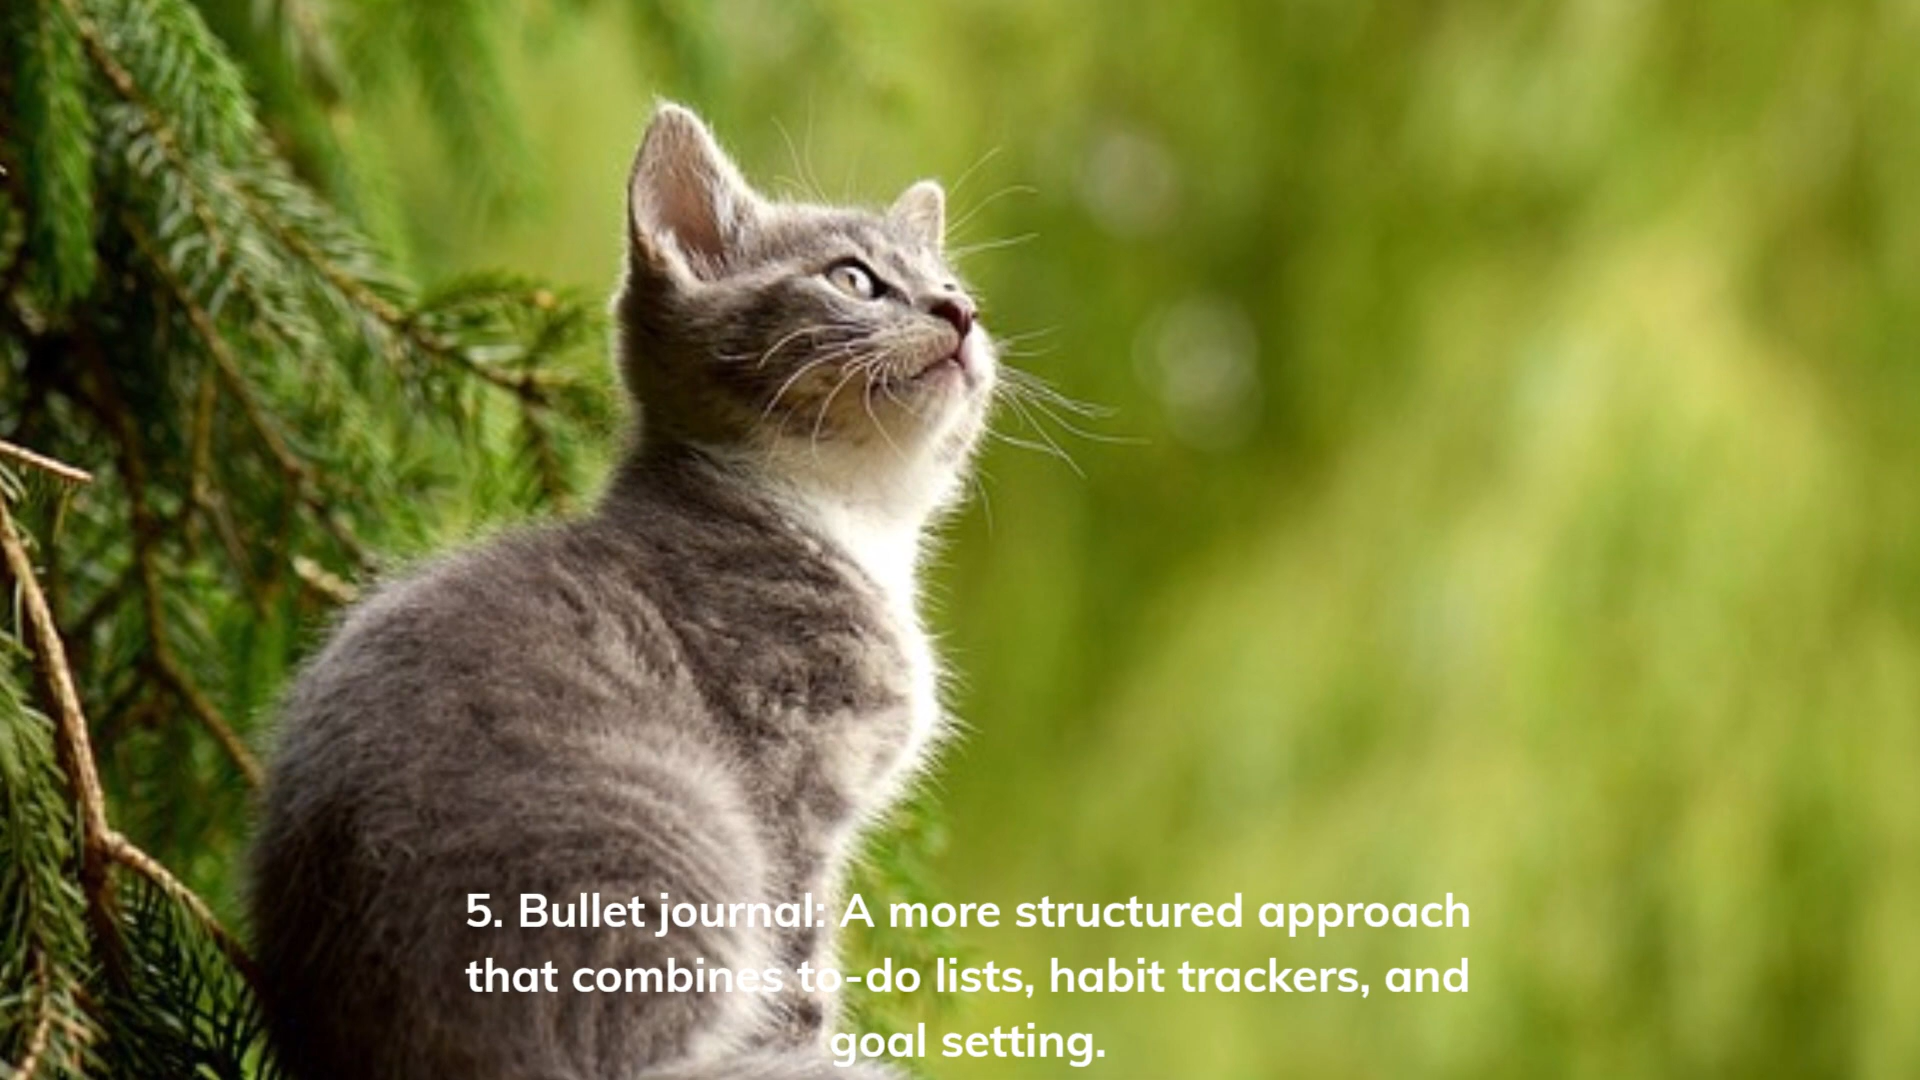 5. Bullet journal: A more structured approach
that combines to-do lists, habit trackers, and
goal setting.